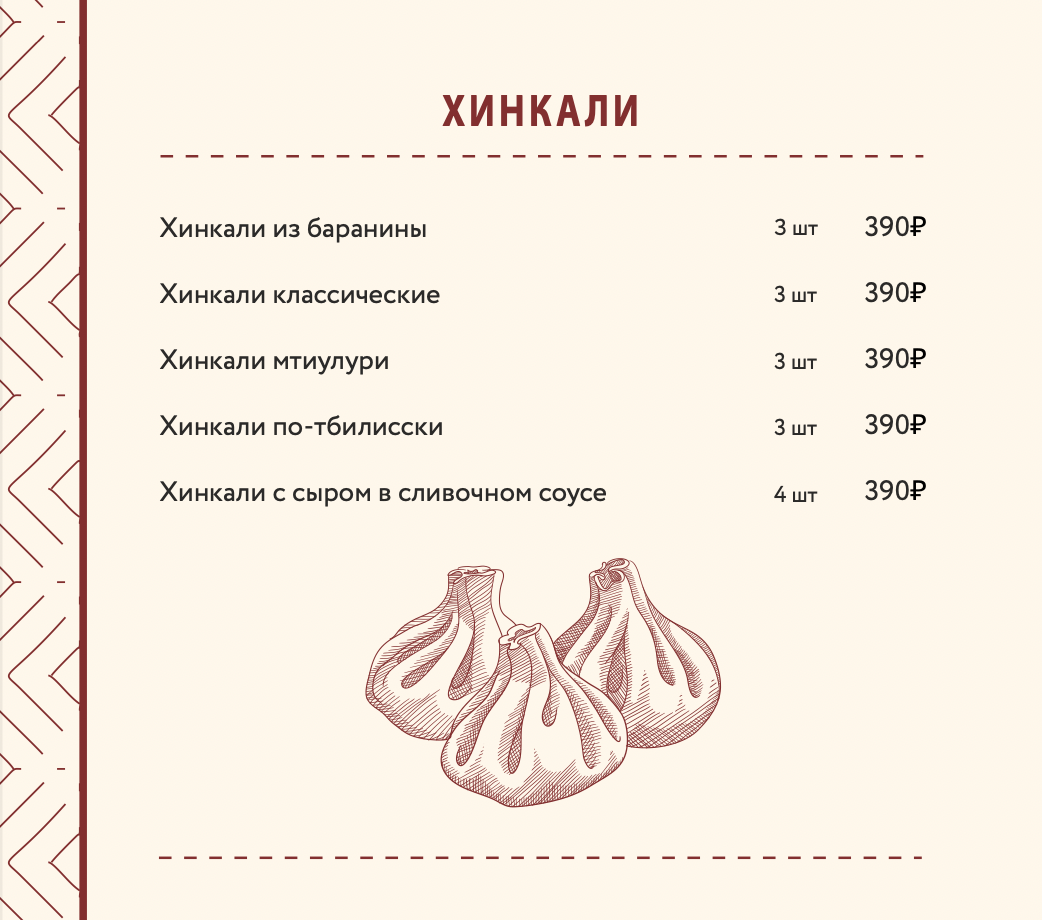 ХИНКАЛИ
Хинкали из баранины 3 шт 390₽
Хинкали классические 3 шт 390₽
Хинкали мтиулури 3 шт 390₽
Хинкали по-тбилисски 3 шт 390₽
Хинкали с сыром в сливочном соусе 4 шт 390₽